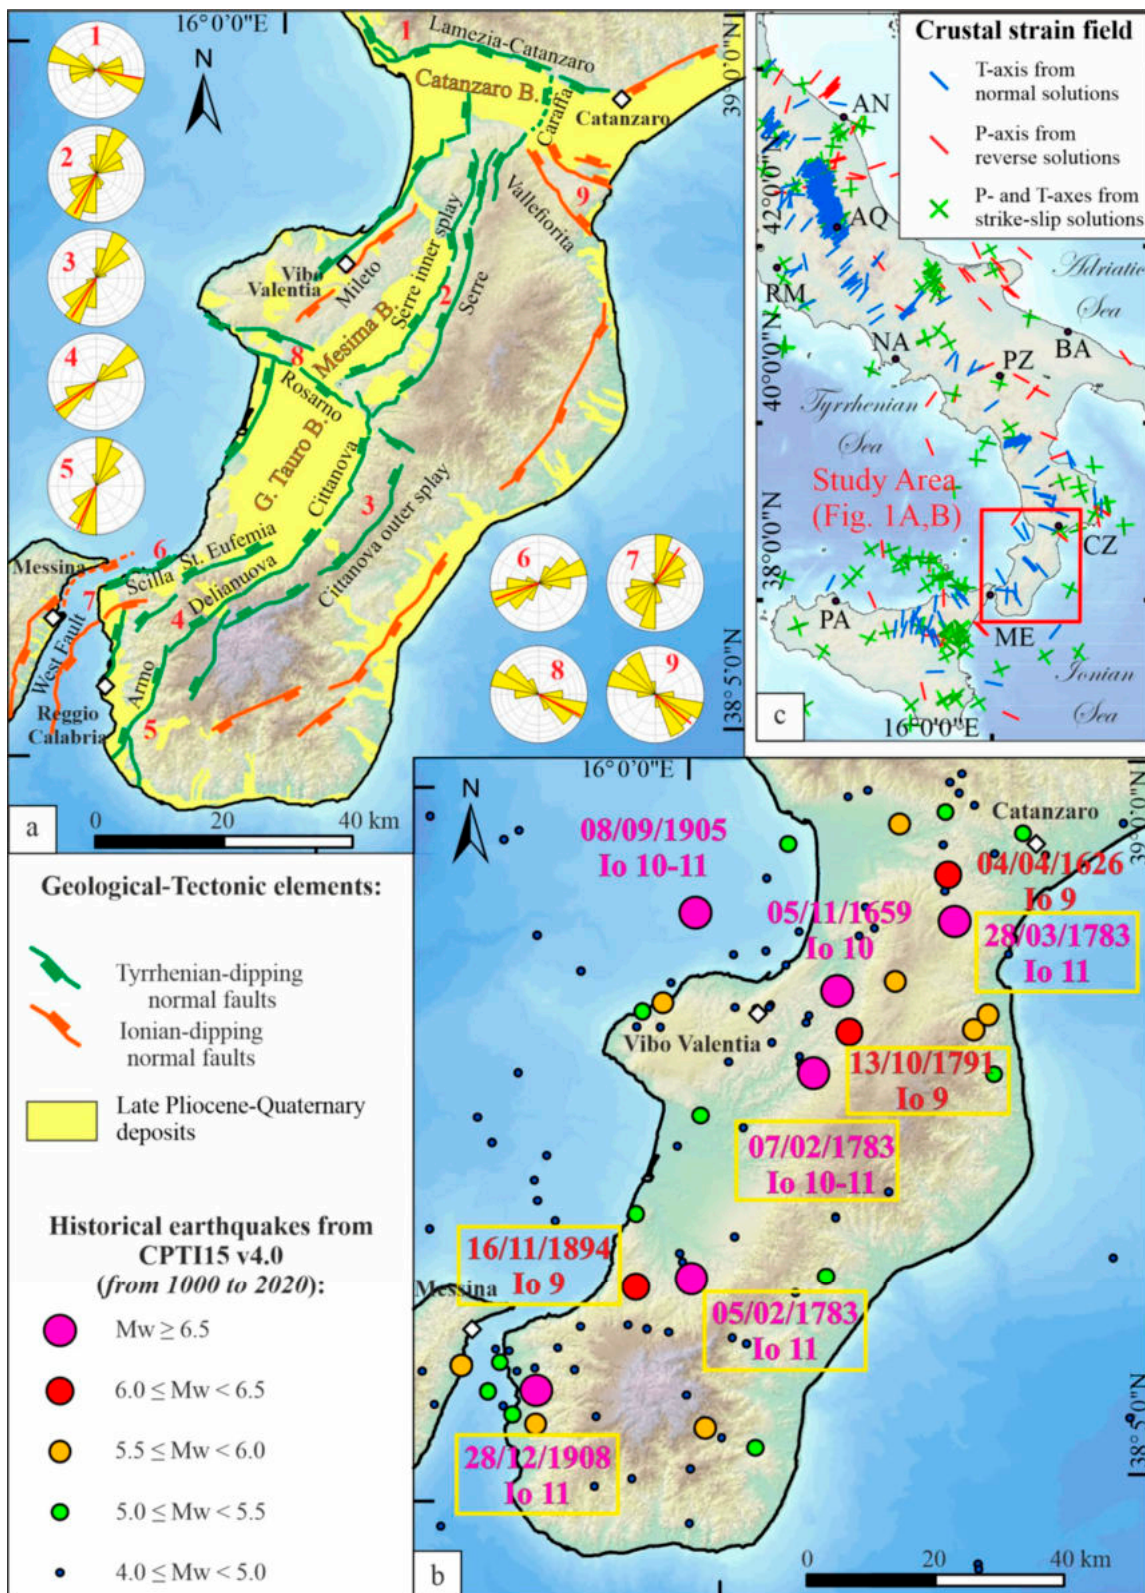 16°0'0"E
N
1
Lamezia-Catanzaro
1
Catanzaro B.
Caraffa
Catanzaro
39°0'0"N
2
9
Vallefiorita
3
Vibo
Valentia
Mileto
Mesima B.
Serre inner splay
2
Serre
4
8
Rosarno
5
G. Tauro B.
Cittanova
3
Cittanova outer splay
Messina
6
Scilla
St. Eufemia
Delianuova
4
7
West Fault
Armo
Reggio
Calabria
5
6
7
8
9
38°5'0"N
a
0
20
40 km
Crustal strain field
T-axis from
normal solutions
P-axis from
reverse solutions
P- and T-axes from
strike-slip solutions
AN
42°0'0"N
AQ
Adriatic
Sea
RM
NA
BA
PZ
40°0'0"N
Tyrrhenian
Sea
Study Area
(Fig. 1A,B)
38°0'0"N
CZ
PA
ME
Ionian
Sea
16°0'0"E
c
Geological-Tectonic elements:
Tyrrhenian-dipping
normal faults
Ionian-dipping
normal faults
Late Pliocene-Quaternary
deposits
Historical earthquakes from
CPTI15 v4.0
(from 1000 to 2020):
Mw ≥ 6.5
6.0 ≤ Mw < 6.5
5.5 ≤ Mw < 6.0
5.0 ≤ Mw < 5.5
4.0 ≤ Mw < 5.0
16°0'0"E
N
08/09/1905
Io 10-11
Catanzaro
39°0'0"N
04/04/1626
Io 9
05/11/1659
Io 10
28/03/1783
Io 11
Vibo Valentia
13/10/1791
Io 9
07/02/1783
Io 10-11
16/11/1894
Io 9
Messina
05/02/1783
Io 11
28/12/1908
Io 11
38°5'0"N
b
0
20
40 km